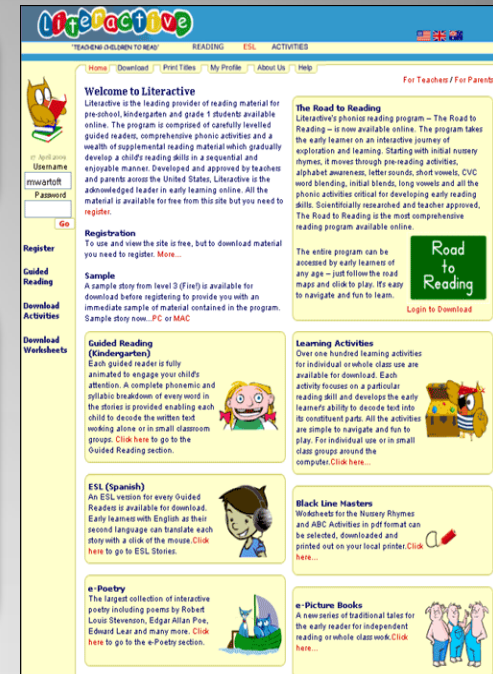 Literactive
"TEACHING CHILDREN TO READ"
READING ESL ACTIVITIES
Home Download Print Titles My Profile About Us Help
For Teachers / For Parents
17 April 2009
Username
mwartoft
Password
Go
Register
Guided
Reading
Download
Activities
Download
Worksheets
Welcome to Literactive
Literactive is the leading provider of reading material for
pre-school, kindergarten and grade 1 students available
online. The program is comprised of carefully levelled
guided readers, comprehensive phonic activities and a
wealth of supplemental reading material which gradually
develop a child's reading skills in a sequential and
enjoyable manner. Developed and approved by teachers
and parents across the United States, Literactive is the
acknowledged leader in early learning online. All the
material is available for free from this site but you need to
register.
Registration
To use and view the site is free, but to download material
you need to register. More...
Sample
A sample story from level 3 (Fire!) is available for
download before registering to provide you with an
immediate sample of material contained in the program.
Sample story now...PC or MAC
The Road to Reading
Literactive's phonics reading program – The Road to
Reading – is now available online. The program takes
the early learner on an interactive journey of
exploration and learning. Starting with initial nursery
rhymes, it moves through pre-reading activities,
alphabet awareness, letter sounds, short vowels, CVC
word blending, initial blends, long vowels and all the
phonic activities critical for developing early reading
skills. Scientifically researched and teacher approved,
The Road to Reading is the most comprehensive
reading program available online.
The entire program can be
accessed by early learners of
any age – just follow the road
maps and click to play. It's easy
to navigate and fun to learn.
Road
to
Reading
Login to Download
Guided Reading
(Kindergarten)
Each guided reader is fully
animated to engage your child's
attention. A complete phonemic and
syllabic breakdown of every word in
the stories is provided enabling each
child to decode the written text
working alone or in small classroom
groups. Click here to go to the
Guided Reading section.
Learning Activities
Over one hundred learning activities
for individual or whole class use are
available for download. Each
activity focuses on a particular
reading skill and develops the early
learner's ability to decode text into
its constituent parts. All the activities
are simple to navigate and fun to
play. For individual use or in small
class groups around the
computer.Click here...
ESL (Spanish)
An ESL version for every Guided
Readers is available for download.
Early learners with English as their
second language can translate each
story with a click of the mouse.Click
here to go to ESL Stories.
Black Line Masters
Worksheets for the Nursery Rhymes
and ABC Activities in pdf format can
be selected, downloaded and
printed out on your local printer.Click
here...
e-Poetry
The largest collection of interactive
poetry including poems by Robert
Louis Stevenson, Edgar Allan Poe,
Edward Lear and many more. Click
here to go to the e-Poetry section.
e-Picture Books
A new series of traditional tales for
the early reader for independent
reading or whole class work.Click
here...